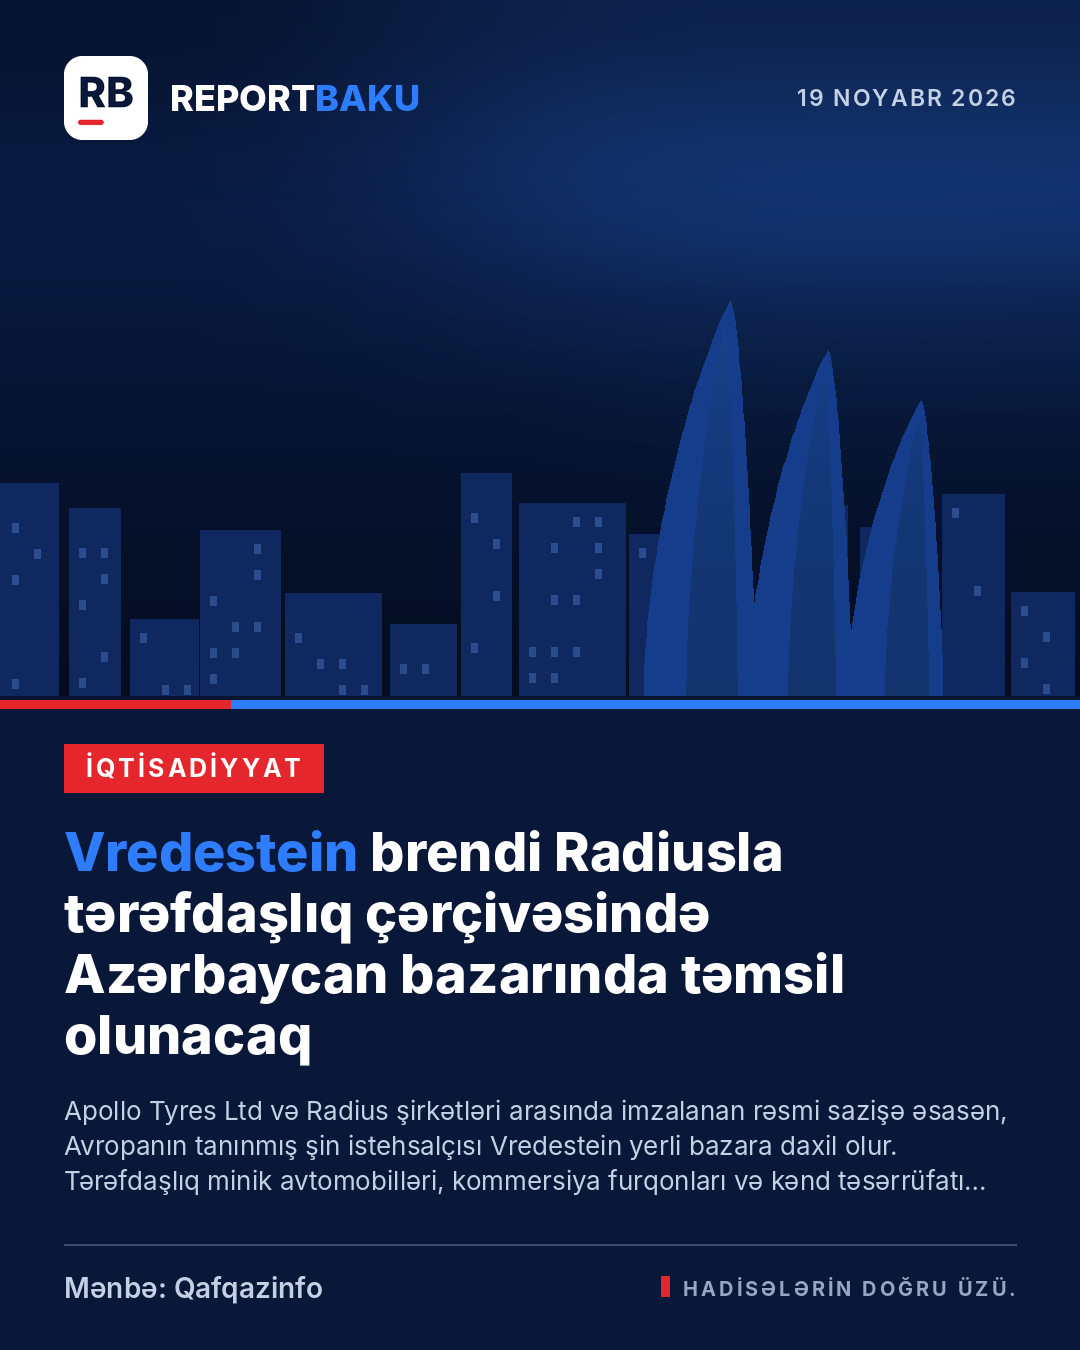 RB
REPORTBAKU
19 NOYABR 2026
İQTİSADİYYAT
Vredestein brendi Radiusla
tərəfdaşlıq çərçivəsində
Azərbaycan bazarında təmsil
olunacaq
Apollo Tyres Ltd və Radius şirkətləri arasında imzalanan rəsmi sazişə əsasən,
Avropanın tanınmış şin istehsalçısı Vredestein yerli bazara daxil olur.
Tərəfdaşlıq minik avtomobilləri, kommersiya furqonları və kənd təsərrüfatı...
Mənbə: Qafqazinfo
HADİSƏLƏRİN DOĞRU ÜZÜ.